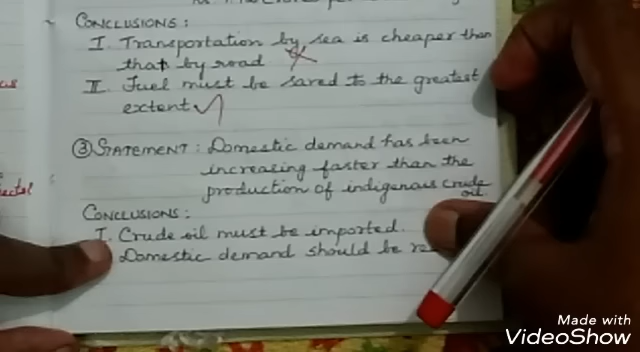 CONCLUSIONS:
I. Transportation by sea is cheaper than
that by road
II. Fuel must be saved to the greatest
extent
③ STATEMENT: Domestic demand has been
increasing faster than the
production of indigenous crude
oil
CONCLUSIONS:
I. Crude oil must be imported.
Domestic demand should be
Made with
VideoShow